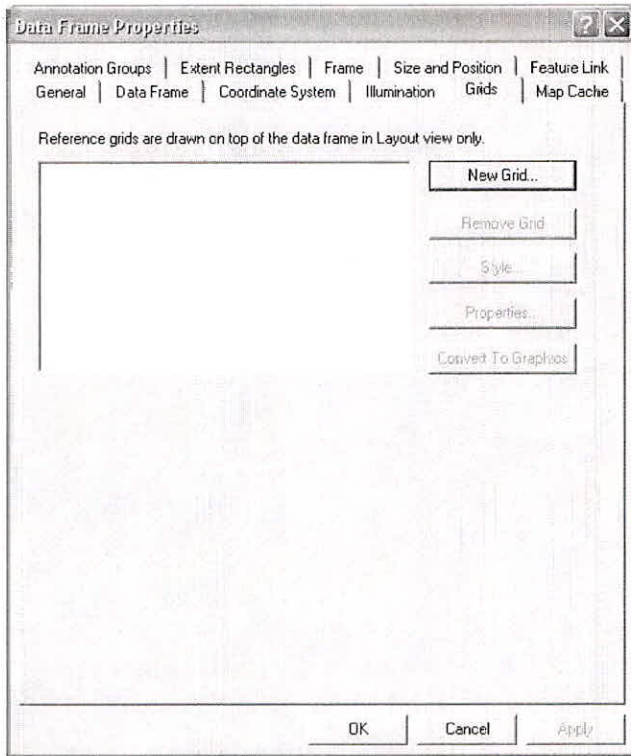 Data Frame Properties
Annotation Groups Extent Rectangles Frame Size and Position Feature Link
General Data Frame Coordinate System Illumination Grids Map Cache
Reference grids are drawn on top of the data frame in Layout view only.
New Grid...
Remove Grid
Style...
Properties...
Convert To Graphics
OK Cancel Apply